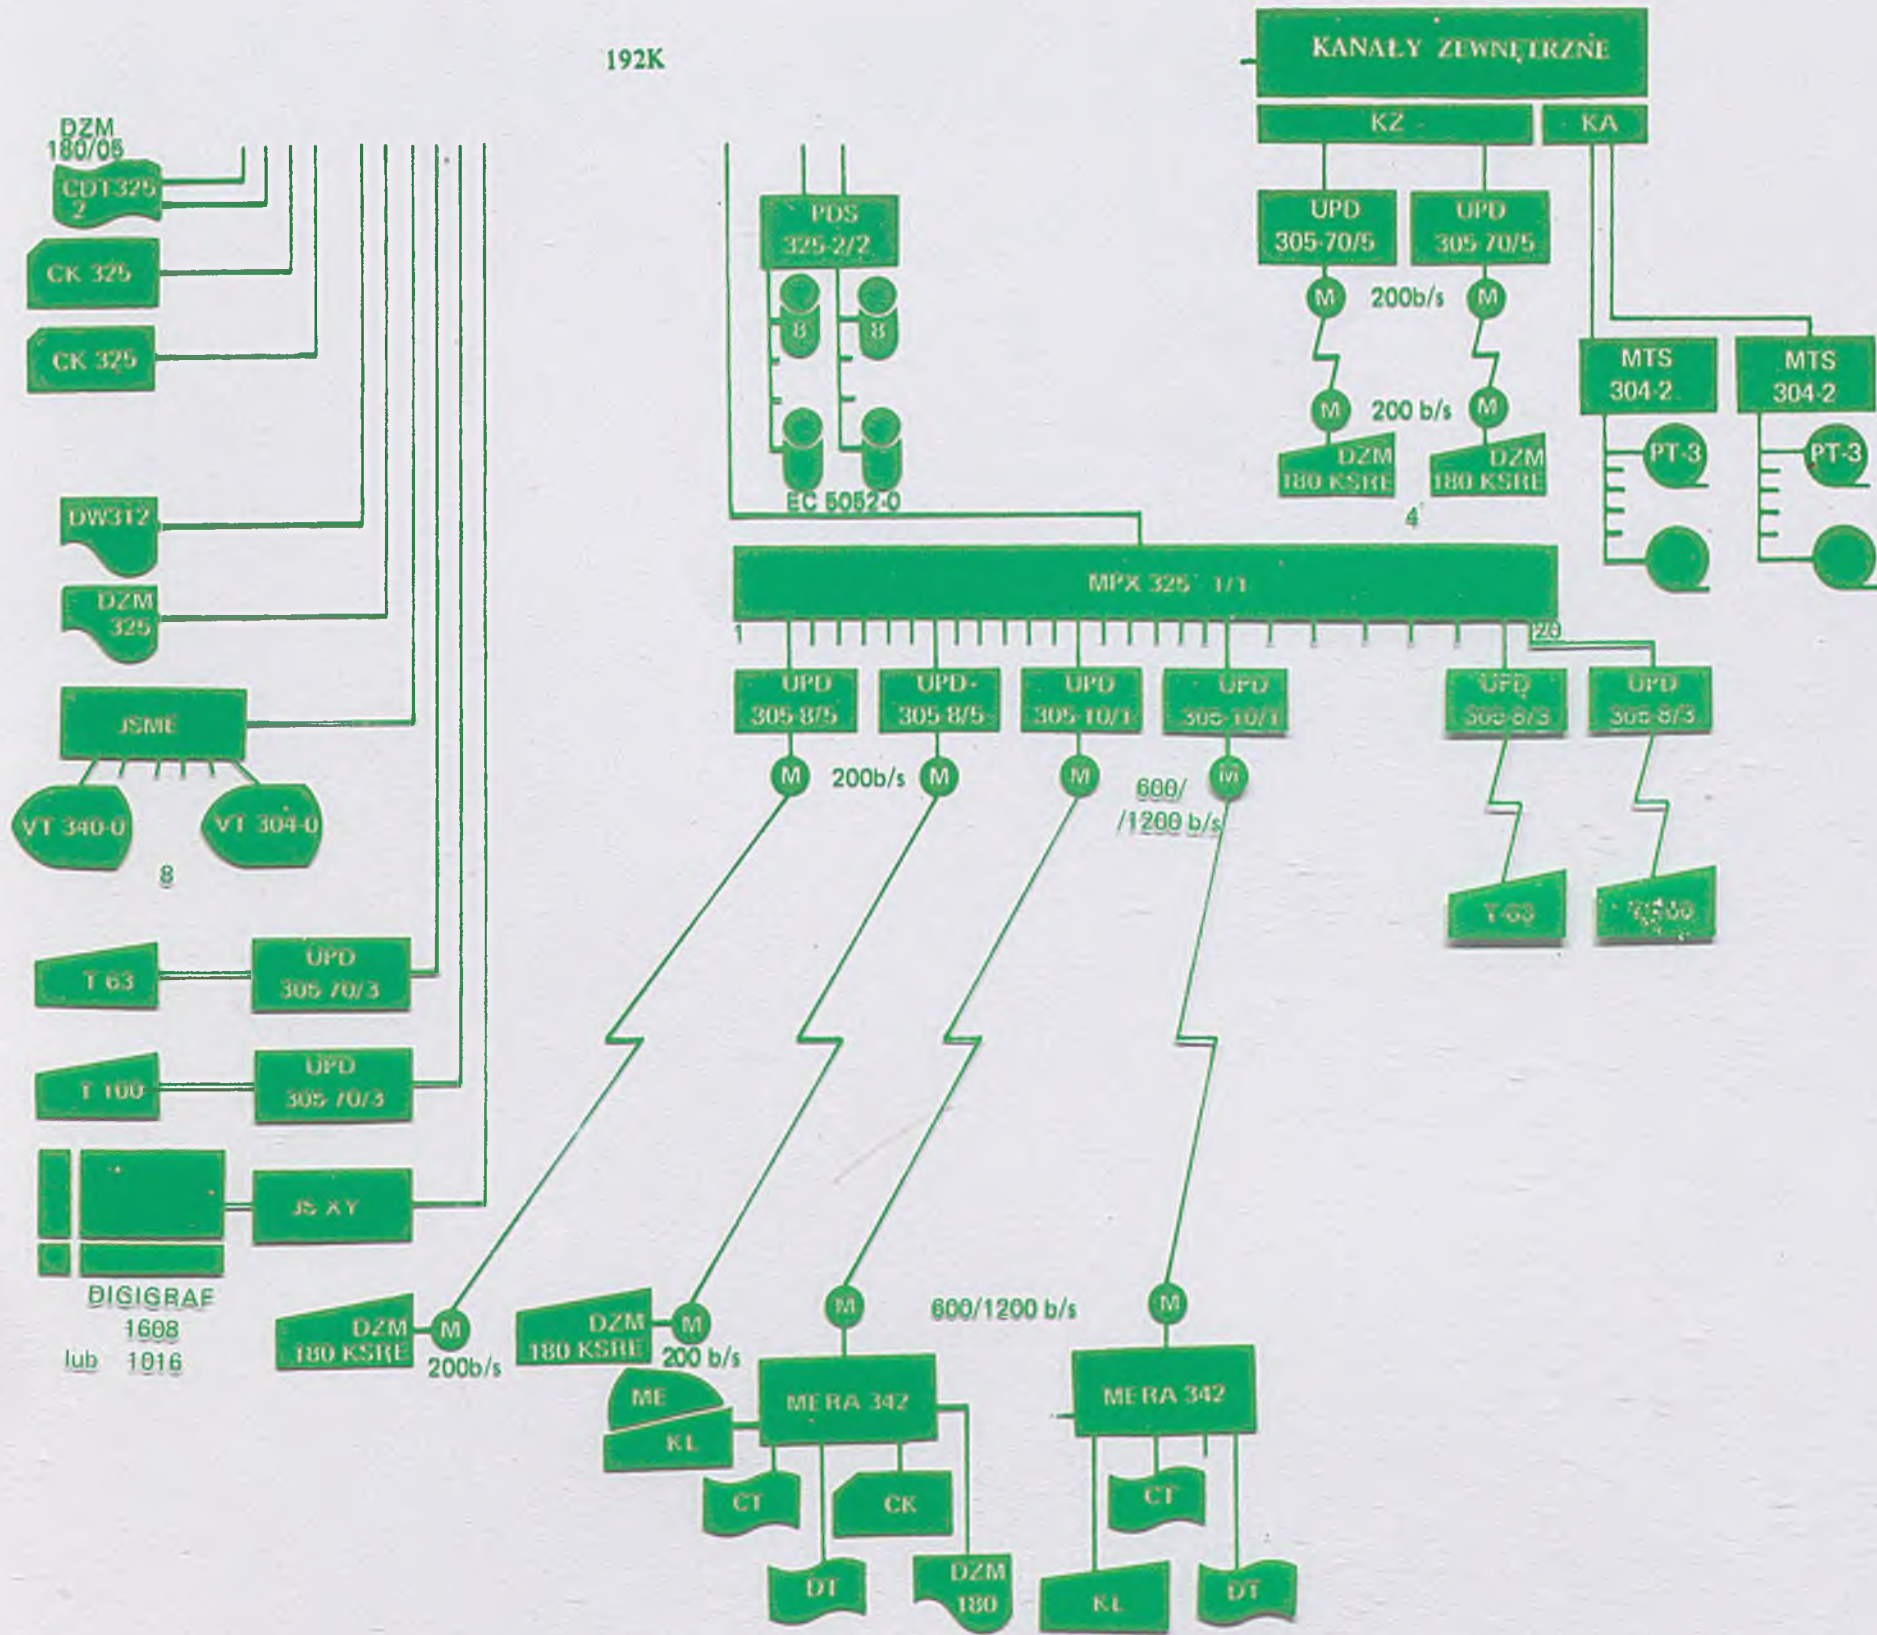 192K
KANAŁY ZEWNĘTRZNE
KZ
KA
DZM
180/05
CDT325
2
CK 325
CK 325
PDS
325-2/2
8
8
EC 5052-0
UPD
305-70/5
UPD
305-70/5
M
200b/s
M
M
200 b/s
M
DZM
180 KSRE
DZM
180 KSRE
4
MTS
304-2
MTS
304-2
PT-3
PT-3
DW312
DZM
325
JSME
VT 340-0
VT 304-0
8
MPX 325 1/1
1
UPD
305-8/5
UPD
305-8/5
UPD
305-10/1
UPD
305-10/1
UPD
305-8/3
UPD
305-8/3
M
200b/s
M
M
600/
/1200 b/s
M
T-63
T 63
UPD
305-70/3
T 100
UPD
305-70/3
JS XY
DIGIGRAF
1608
lub 1016
DZM
180 KSRE
M
200b/s
DZM
180 KSRE
M
200 b/s
M
600/1200 b/s
M
ME
KL
MERA 342
CT
CK
DT
DZM
180
MERA 342
CT
KL
DT